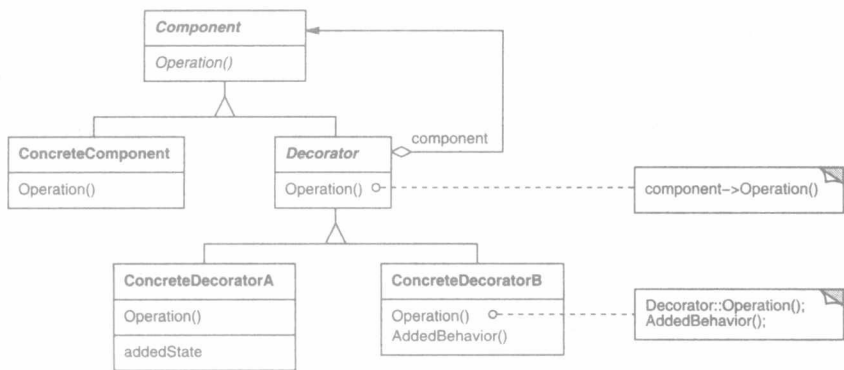 Component
Operation()
component
ConcreteComponent
Operation()
Decorator
Operation()
component->Operation()
ConcreteDecoratorA
Operation()
addedState
ConcreteDecoratorB
Operation()
AddedBehavior()
Decorator::Operation();
AddedBehavior();